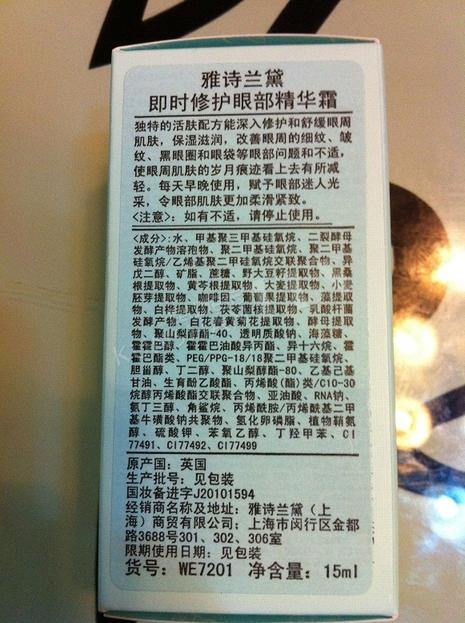 雅诗兰黛
即时修护眼部精华霜
独特的活肤配方能深入修护和舒缓眼周
肌肤，保湿滋润，改善眼周的细纹、皱
纹、黑眼圈和眼袋等眼部问题和不适，
使眼周肌肤的岁月痕迹看上去有所减
轻。每天早晚使用，赋予眼部迷人光
采，令眼部肌肤更加柔滑紧致。
<注意>：如有不适，请停止使用。
<成分>:水、甲基聚三甲基硅氧烷、二裂酵母
发酵产物溶孢物、聚二甲基硅氧烷、聚二甲基
硅氧烷/乙烯基聚二甲基硅氧烷交联聚合物、异
戊二醇、矿脂、蔗糖、野大豆籽提取物、黑桑
根提取物、黄芩根提取物、大麦提取物、小麦
胚芽提取物、咖啡因、葡萄果提取物、藻提取
物、白桦提取物、茯苓菌核提取物、乳酸杆菌
发酵产物、白花春黄菊花提取物、酵母提取
物、聚山梨醇酯-40、透明质酸钠、海藻糖、
霍霍巴醇、霍霍巴油异丙酯、异十六烷、霍
霍巴酯类、PEG/PPG-18/18聚二甲基硅氧烷、
胆甾醇、丁二醇、聚山梨醇酯-80、乙基己基
甘油、生育酚乙酸酯、丙烯酸(酯)类/C10-30
烷醇丙烯酸酯交联聚合物、亚油酸、RNA钠、
氨丁三醇、角鲨烷、丙烯酰胺/丙烯酰基二甲
基牛磺酸钠共聚物、氢化卵磷脂、植物鞘氨
醇、硫酸钾、苯氧乙醇、丁羟甲苯、CI
77491、CI77492、CI77499
原产国：英国
生产批号：见包装
国妆备进字J20101594
经销商名称及地址：雅诗兰黛（上
海）商贸有限公司：上海市闵行区金都
路3688号301、302、306室
限期使用日期：见包装
货号：WE7201 净含量：15ml